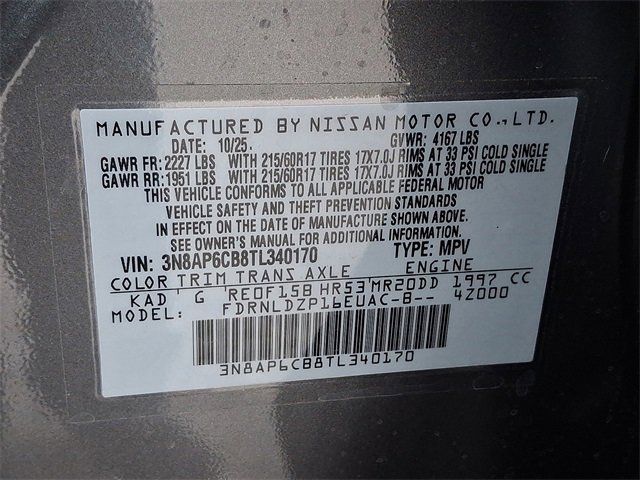 MANUFACTURED BY NISSAN MOTOR CO., LTD.
DATE: 10/25. GVWR: 4167 LBS
GAWR FR: 2227 LBS WITH 215/60R17 TIRES 17X7.0J RIMS AT 33 PSI COLD SINGLE
GAWR RR: 1951 LBS WITH 215/60R17 TIRES 17X7.0J RIMS AT 33 PSI COLD SINGLE
THIS VEHICLE CONFORMS TO ALL APPLICABLE FEDERAL MOTOR
VEHICLE SAFETY AND THEFT PREVENTION STANDARDS
IN EFFECT ON THE DATE OF MANUFACTURE SHOWN ABOVE.
SEE OWNER'S MANUAL FOR ADDITIONAL INFORMATION.
VIN: 3N8AP6CB8TL340170 TYPE: MPV
COLOR TRIM TRANS AXLE ENGINE
KAD G RE0F15B HR53 MR20DD 1997 CC
MODEL: FDRNLDZP16EUAC-B-- 4Z000
3N8AP6CB8TL340170